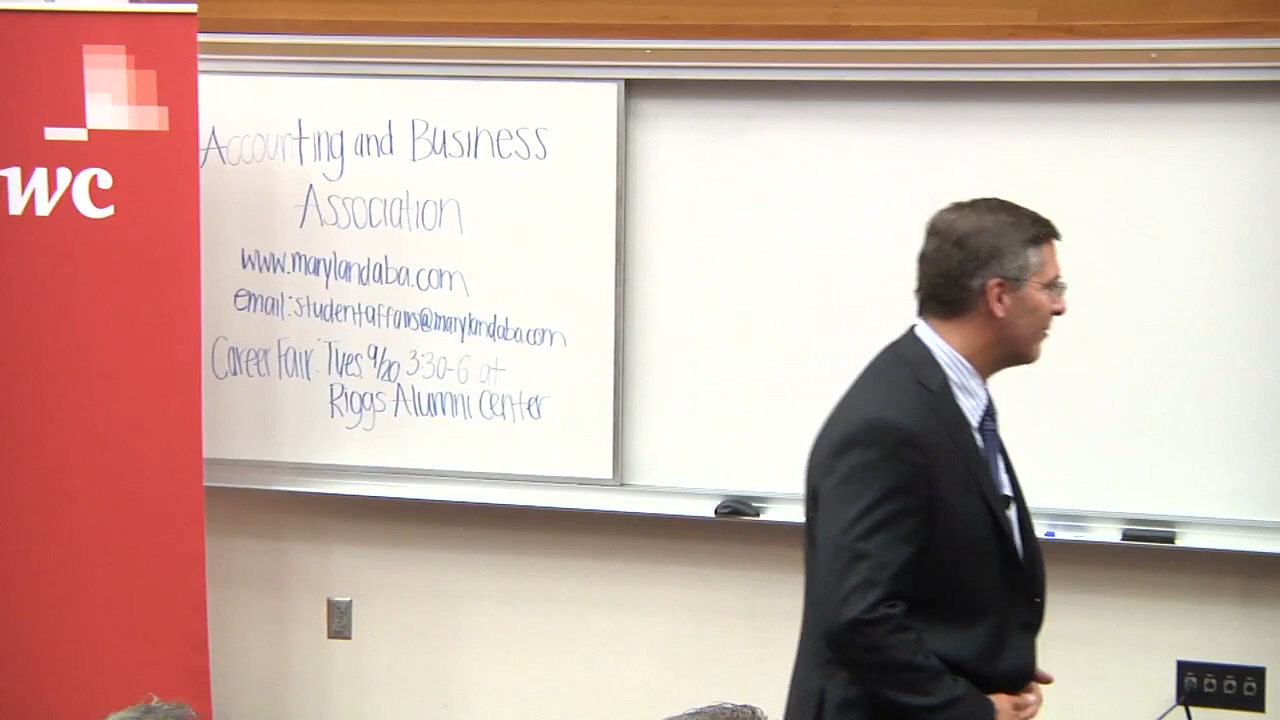 wc
Accounting and Business
Association
www.marylandaba.com
email: studentaffairs@marylandaba.com
Career Fair: Tues. 9/20 3:30-6 at
Riggs Alumni Center